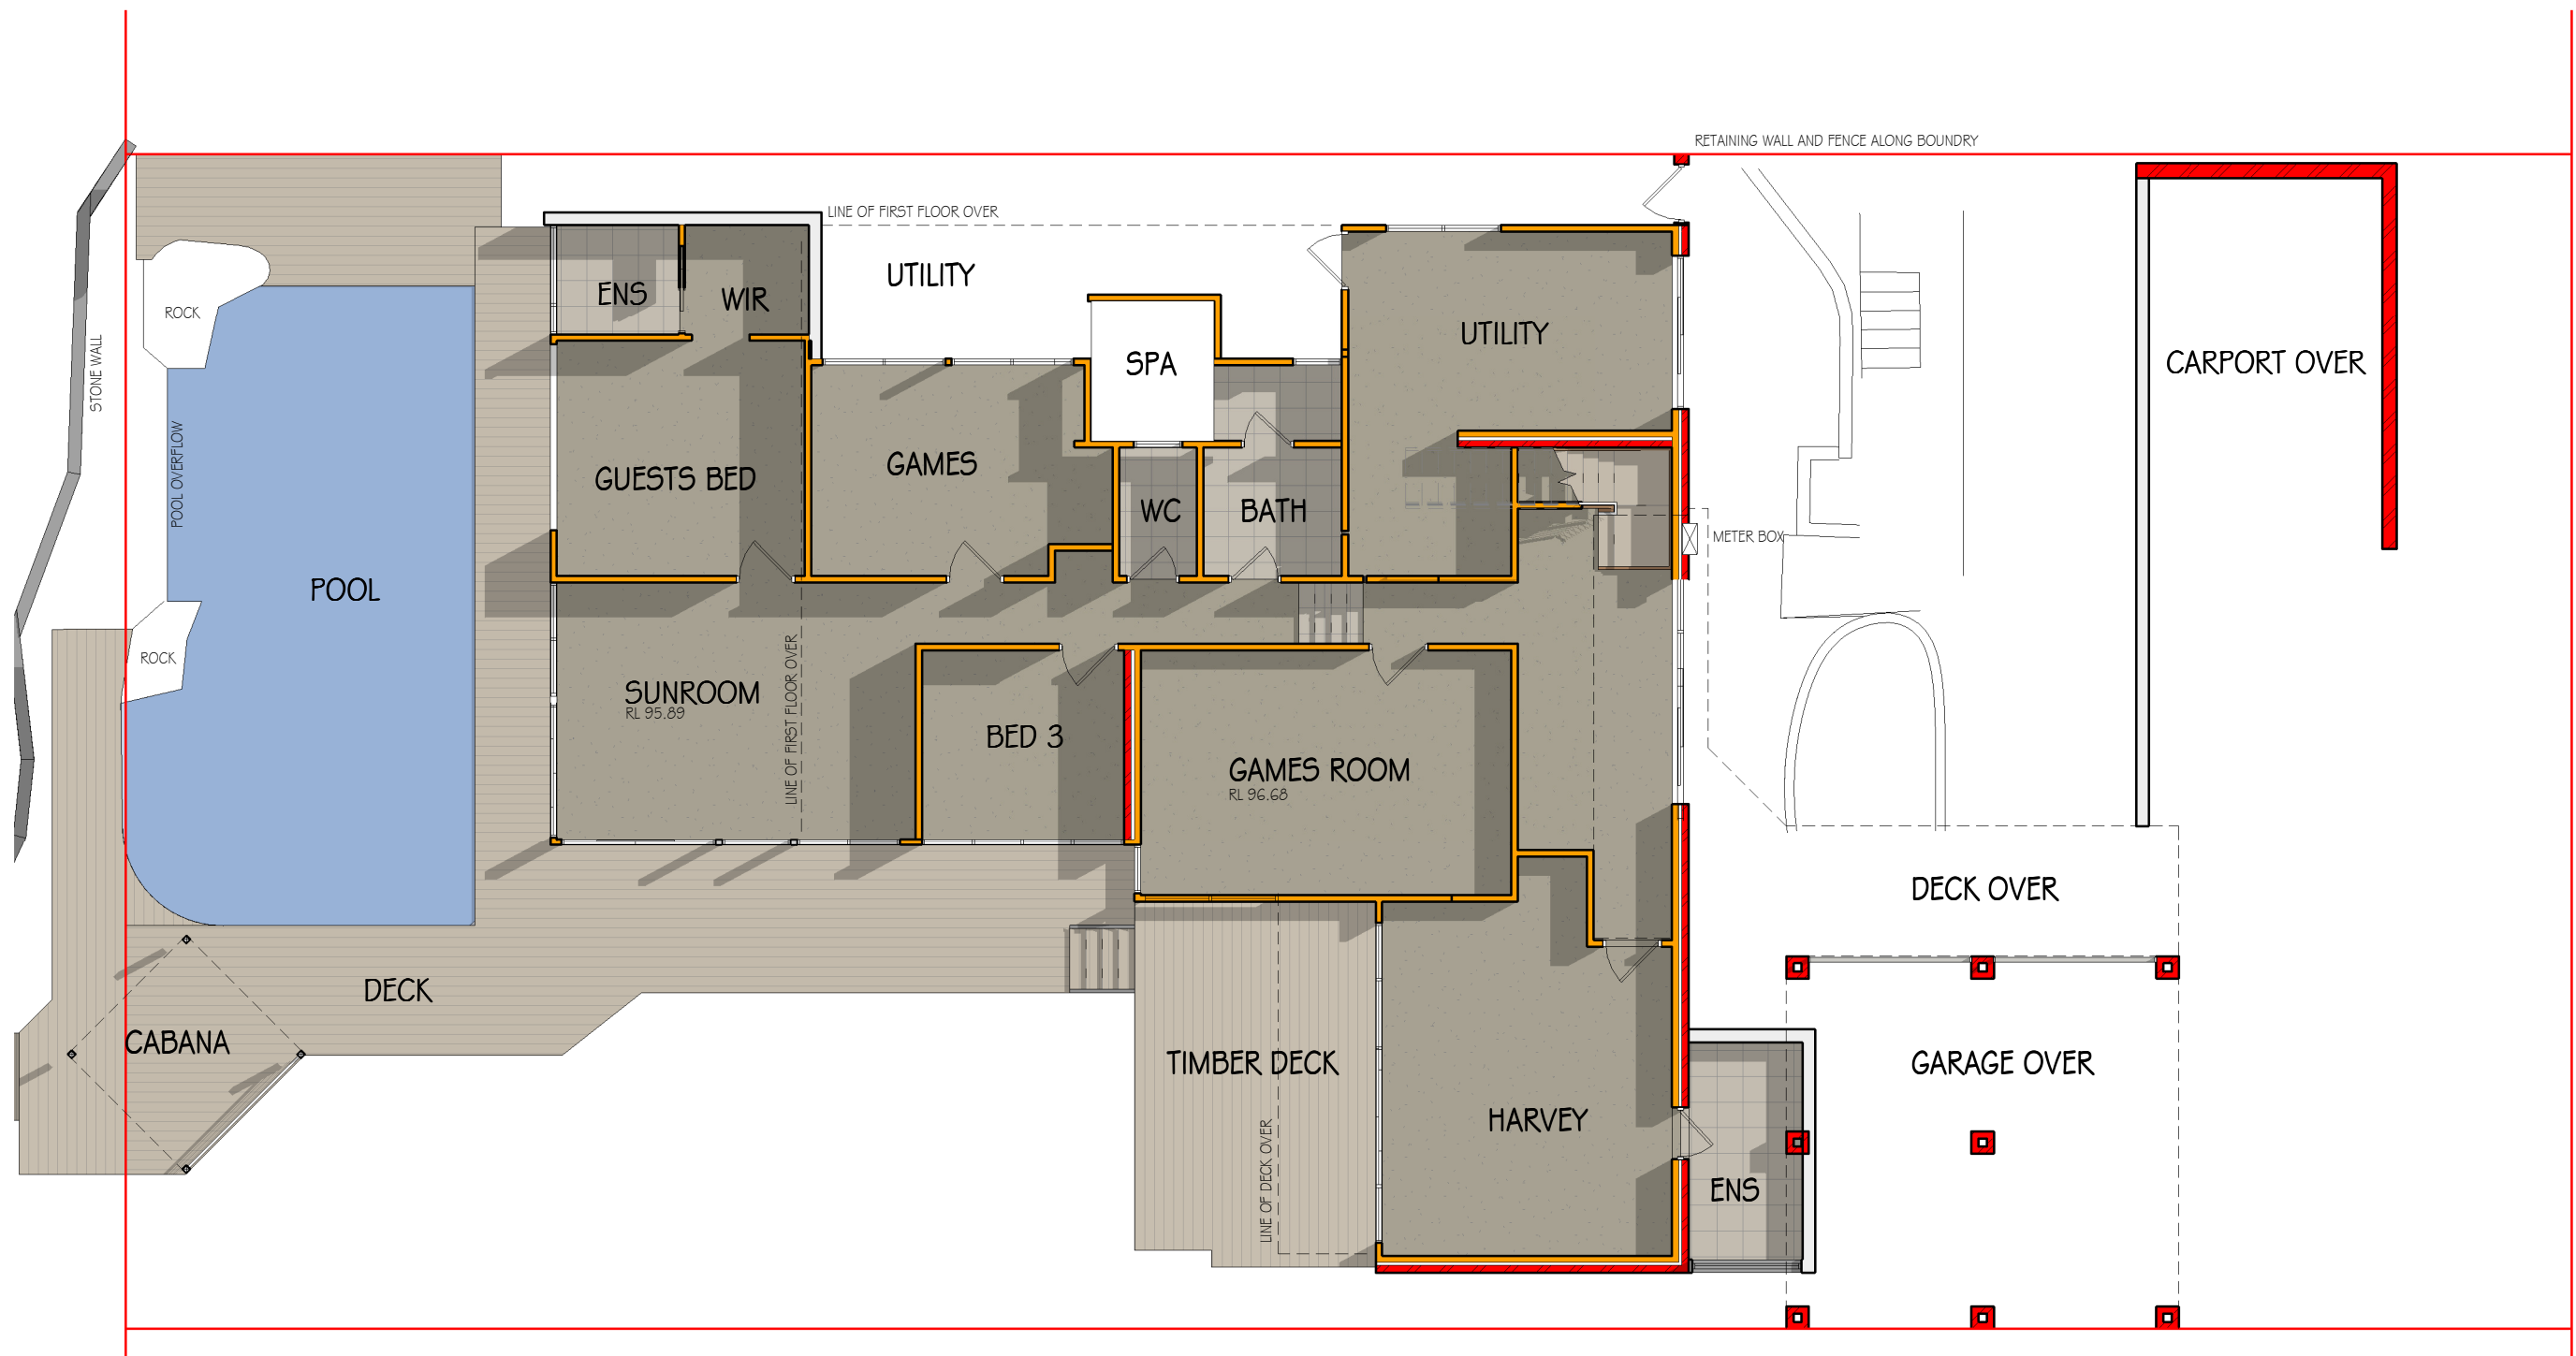 RETAINING WALL AND FENCE ALONG BOUNDRY
LINE OF FIRST FLOOR OVER
UTILITY
ENS
WIR
ROCK
UTILITY
SPA
CARPORT OVER
STONE WALL
POOL OVERFLOW
GUESTS BED
GAMES
WC
BATH
METER BOX
POOL
ROCK
SUNROOM
RL 95.89
LINE OF FIRST FLOOR OVER
BED 3
GAMES ROOM
RL 96.68
DECK OVER
DECK
CABANA
TIMBER DECK
GARAGE OVER
HARVEY
LINE OF DECK OVER
ENS